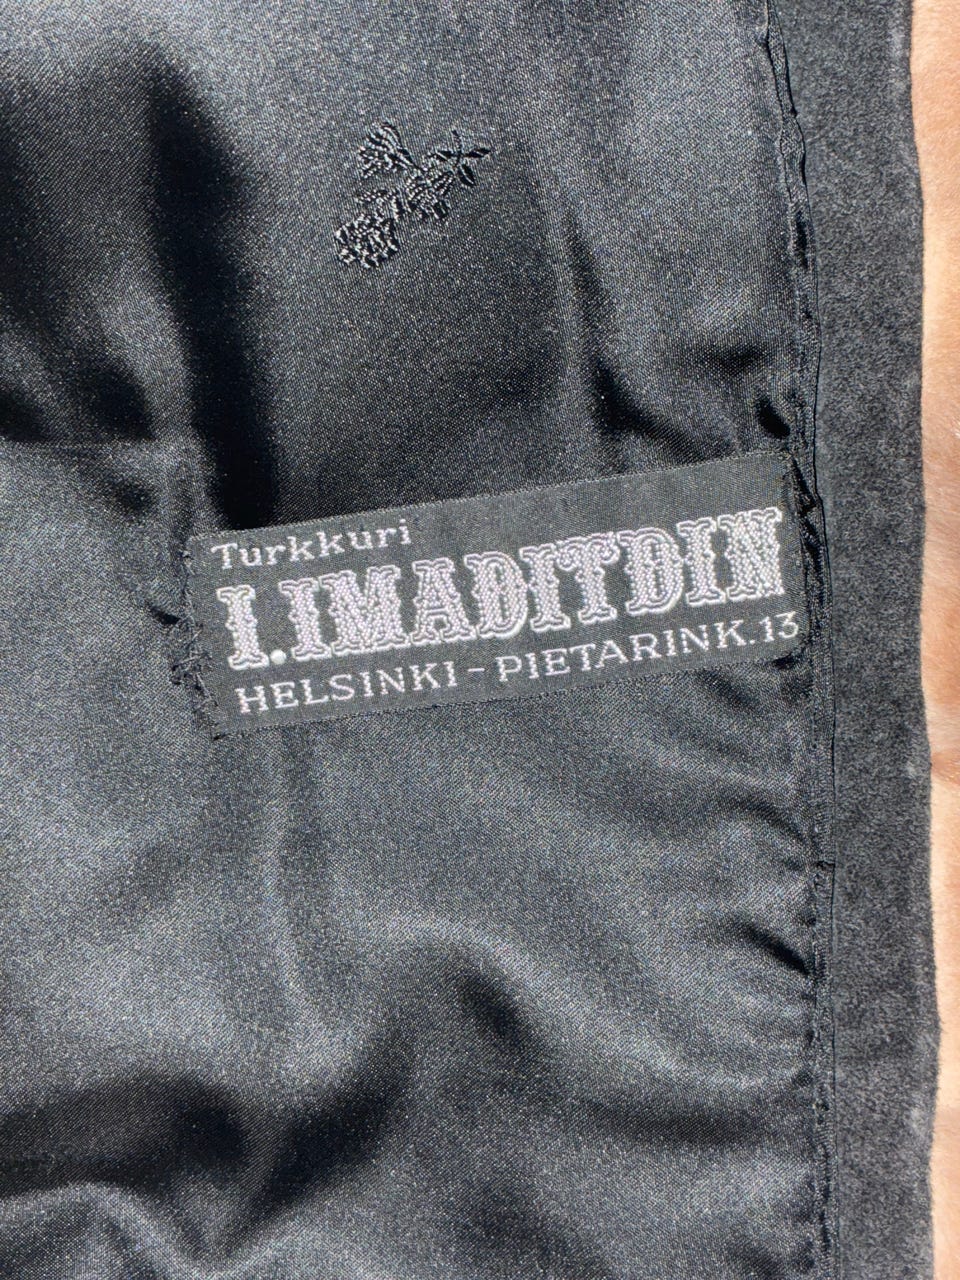 Turkkuri
I. IMADITDIN
HELSINKI - PIETARINK. 13